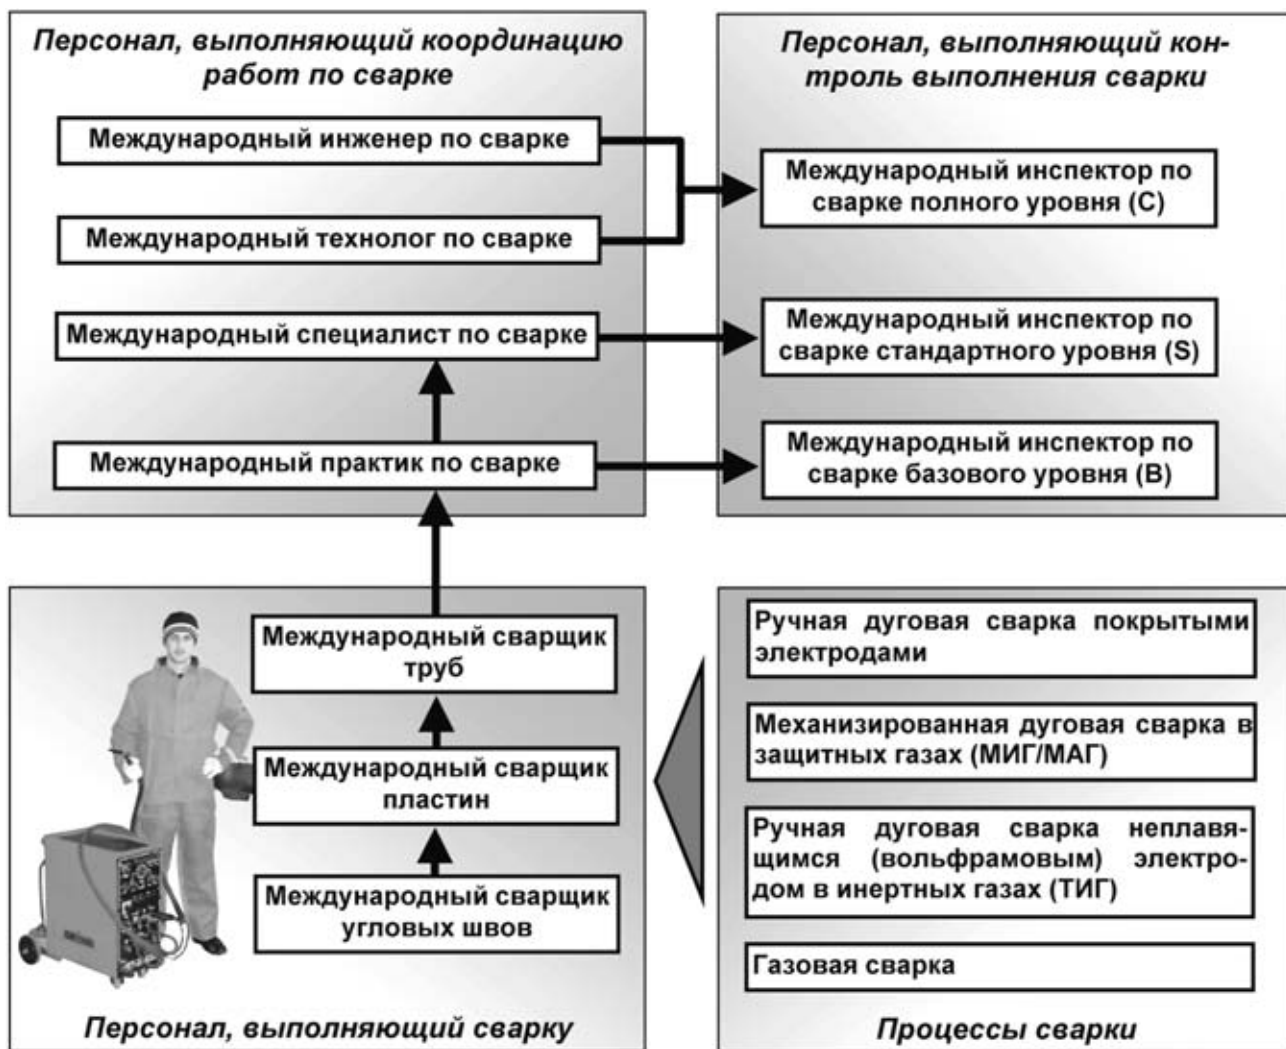 Персонал, выполняющий координацию
работ по сварке
Международный инженер по сварке
Международный технолог по сварке
Международный специалист по сварке
Международный практик по сварке
Персонал, выполняющий кон-
троль выполнения сварки
Международный инспектор по
сварке полного уровня (С)
Международный инспектор по
сварке стандартного уровня (S)
Международный инспектор по
сварке базового уровня (В)
Международный сварщик
труб
Международный сварщик
пластин
Международный сварщик
угловых швов
Персонал, выполняющий сварку
Ручная дуговая сварка покрытыми
электродами
Механизированная дуговая сварка в
защитных газах (МИГ/МАГ)
Ручная дуговая сварка неплавя-
щимся (вольфрамовым) электро-
дом в инертных газах (ТИГ)
Газовая сварка
Процессы сварки